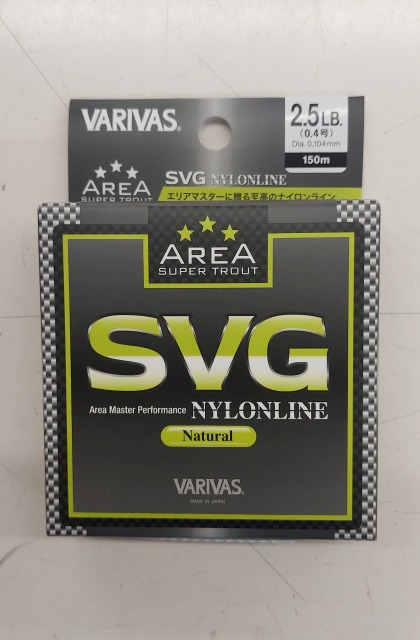 VARIVAS®
2.5LB.
(0.4号)
Dia. 0.104mm
150m
AREA
SUPER TROUT
SVG NYLONLINE
エリアマスターに贈る至高のナイロンライン
AREA
SUPER TROUT
SVG
Area Master Performance NYLONLINE
Natural
VARIVAS®
MADE IN JAPAN